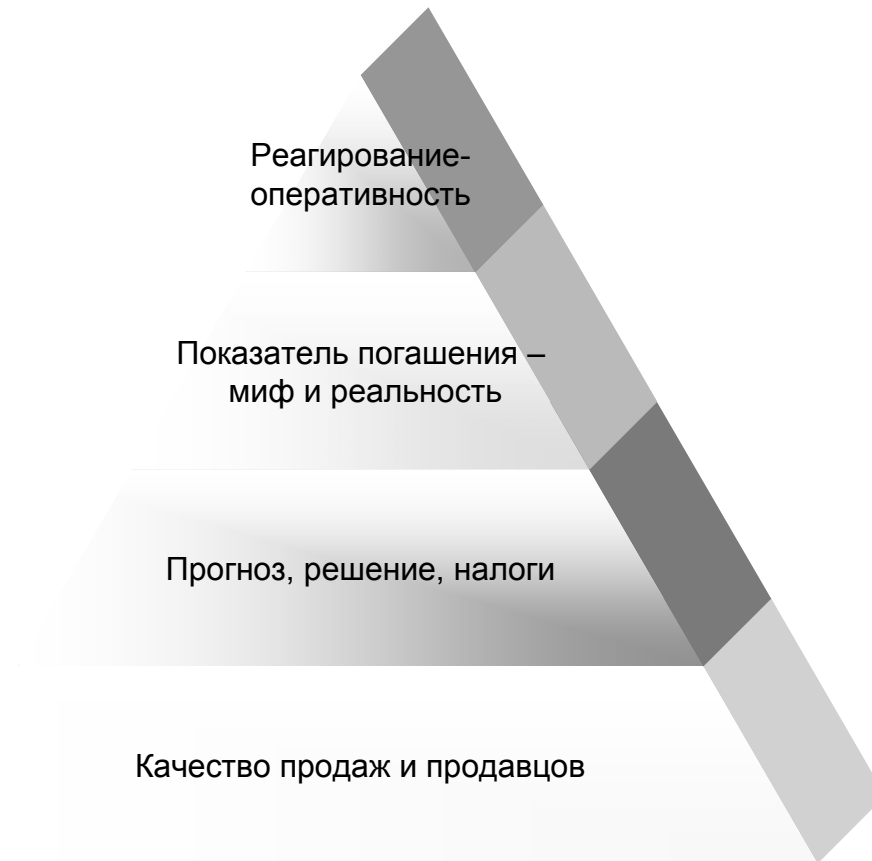 Реагирование-
оперативность
Показатель погашения –
миф и реальность
Прогноз, решение, налоги
Качество продаж и продавцов